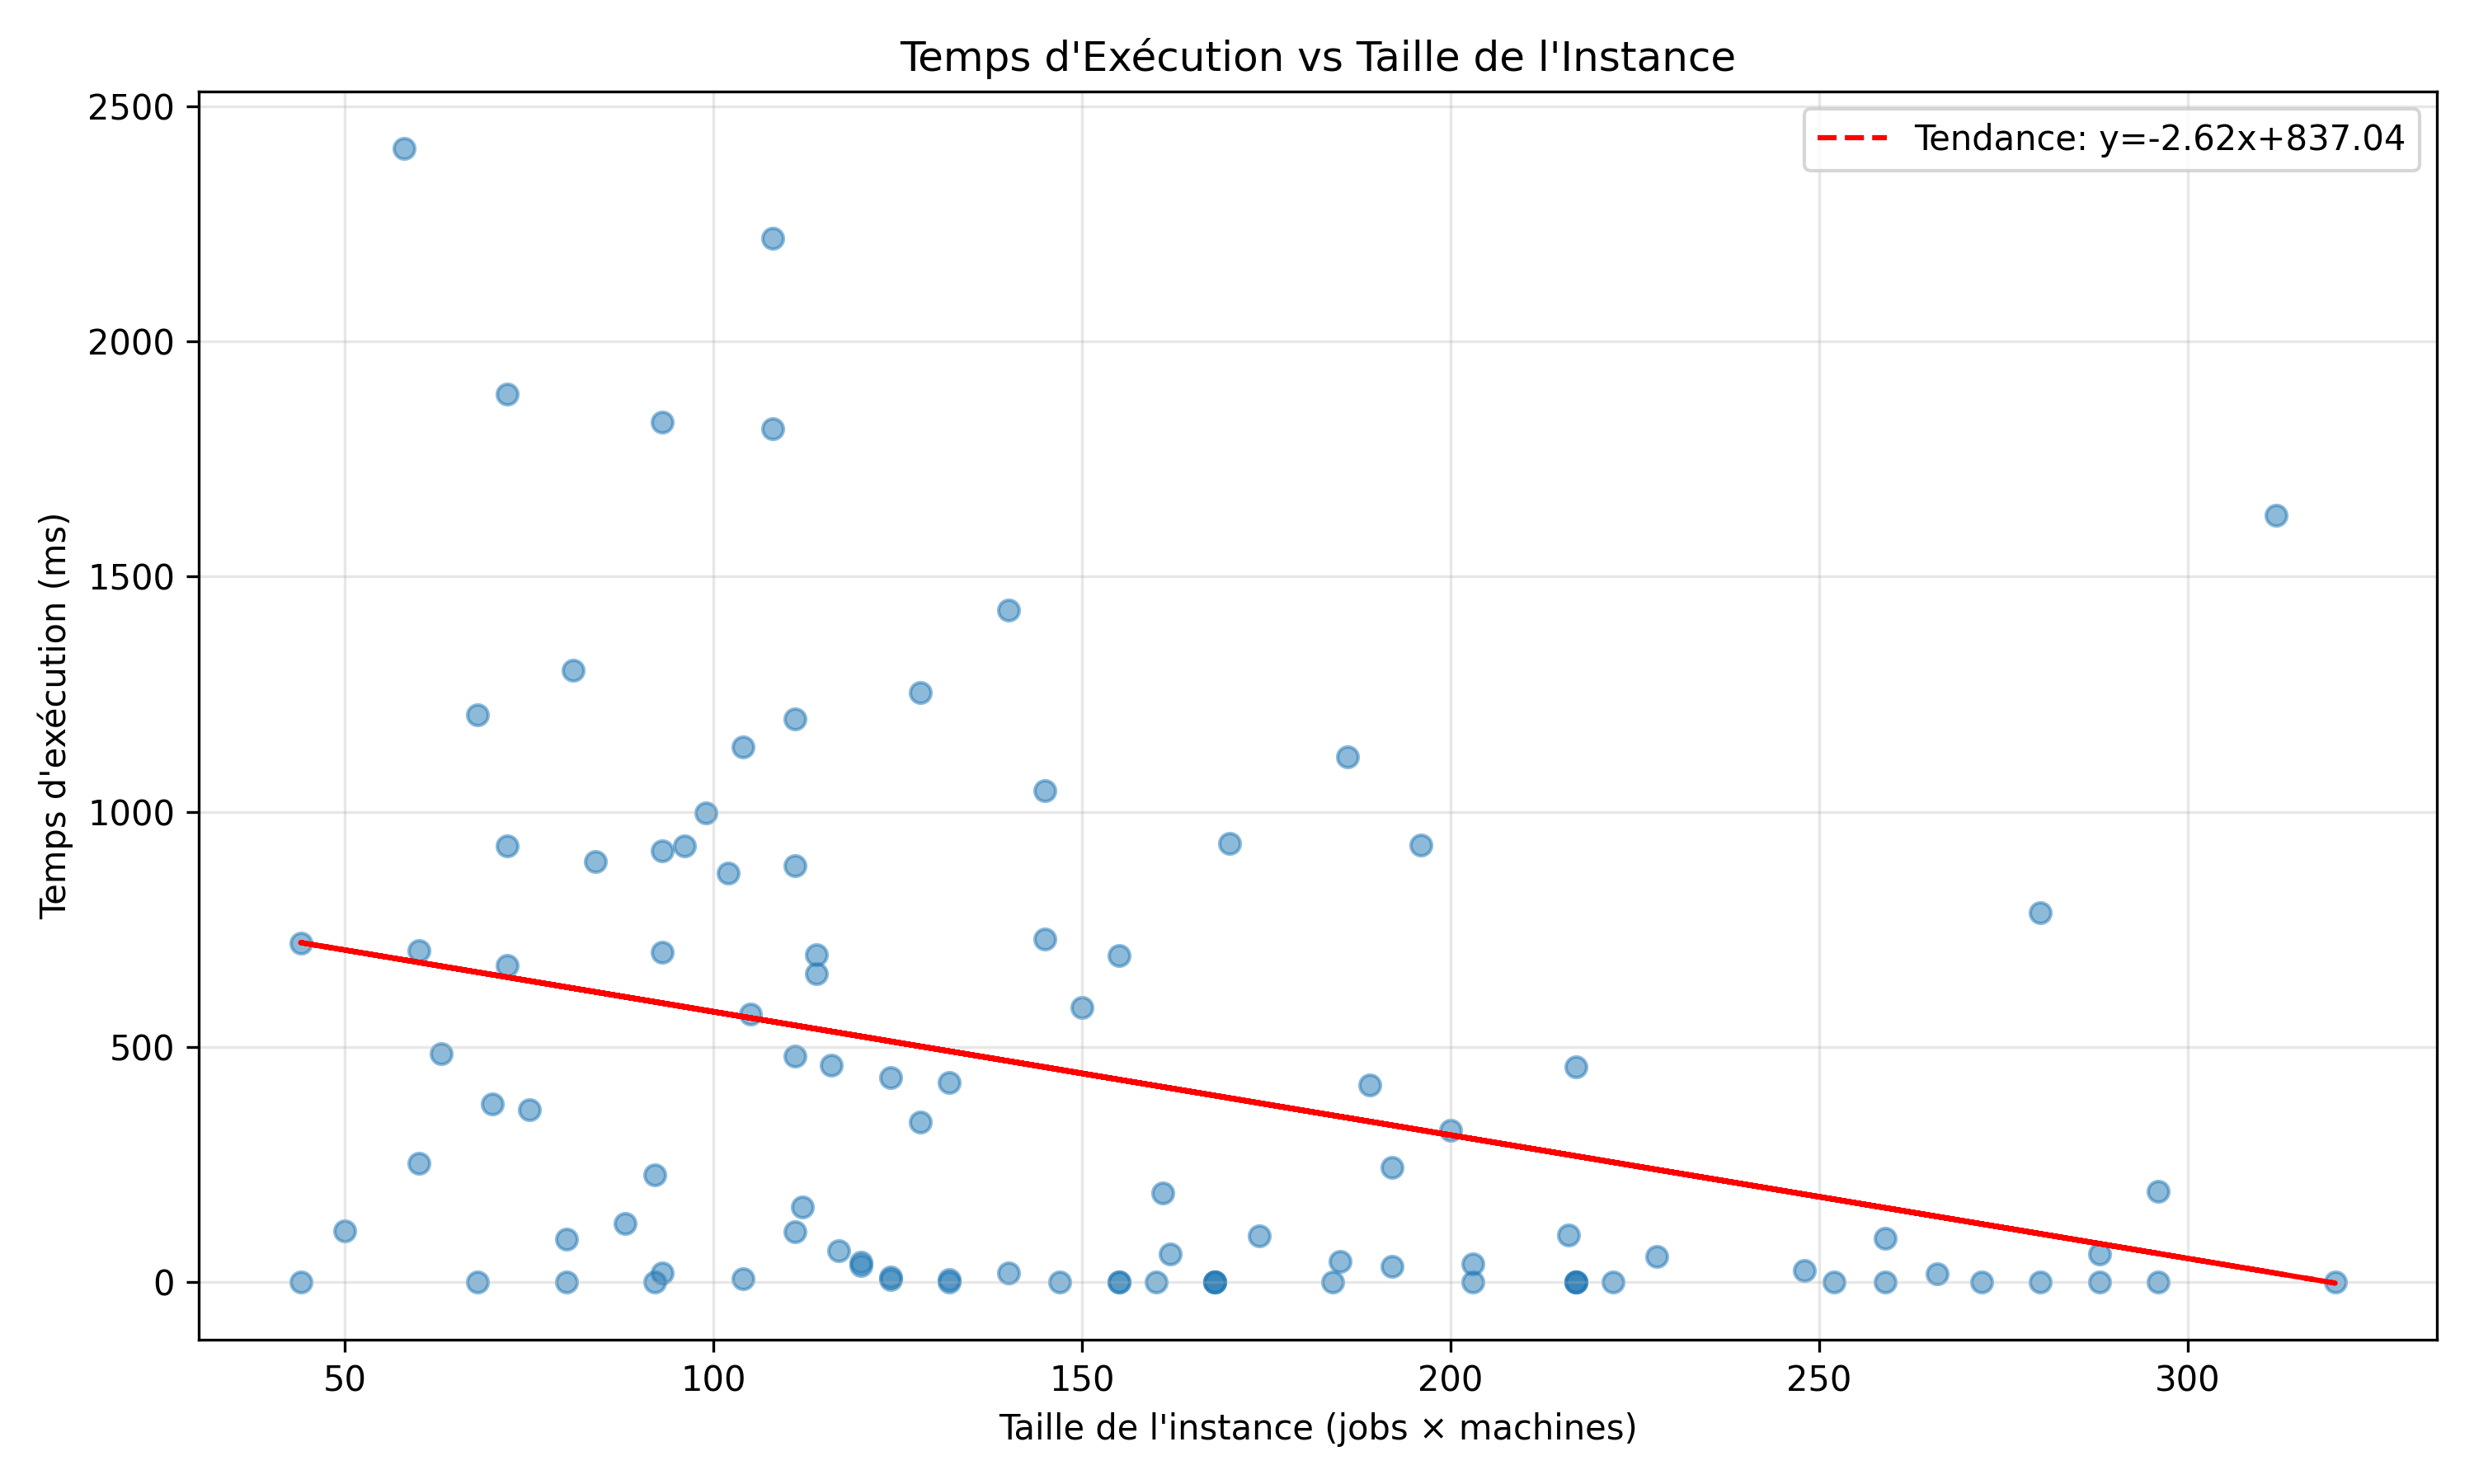 Temps d'Exécution vs Taille de l'Instance
Tendance: y=-2.62x+837.04
Temps d'exécution (ms)
2500
2000
1500
1000
500
0
50 100 150 200 250 300
Taille de l'instance (jobs × machines)